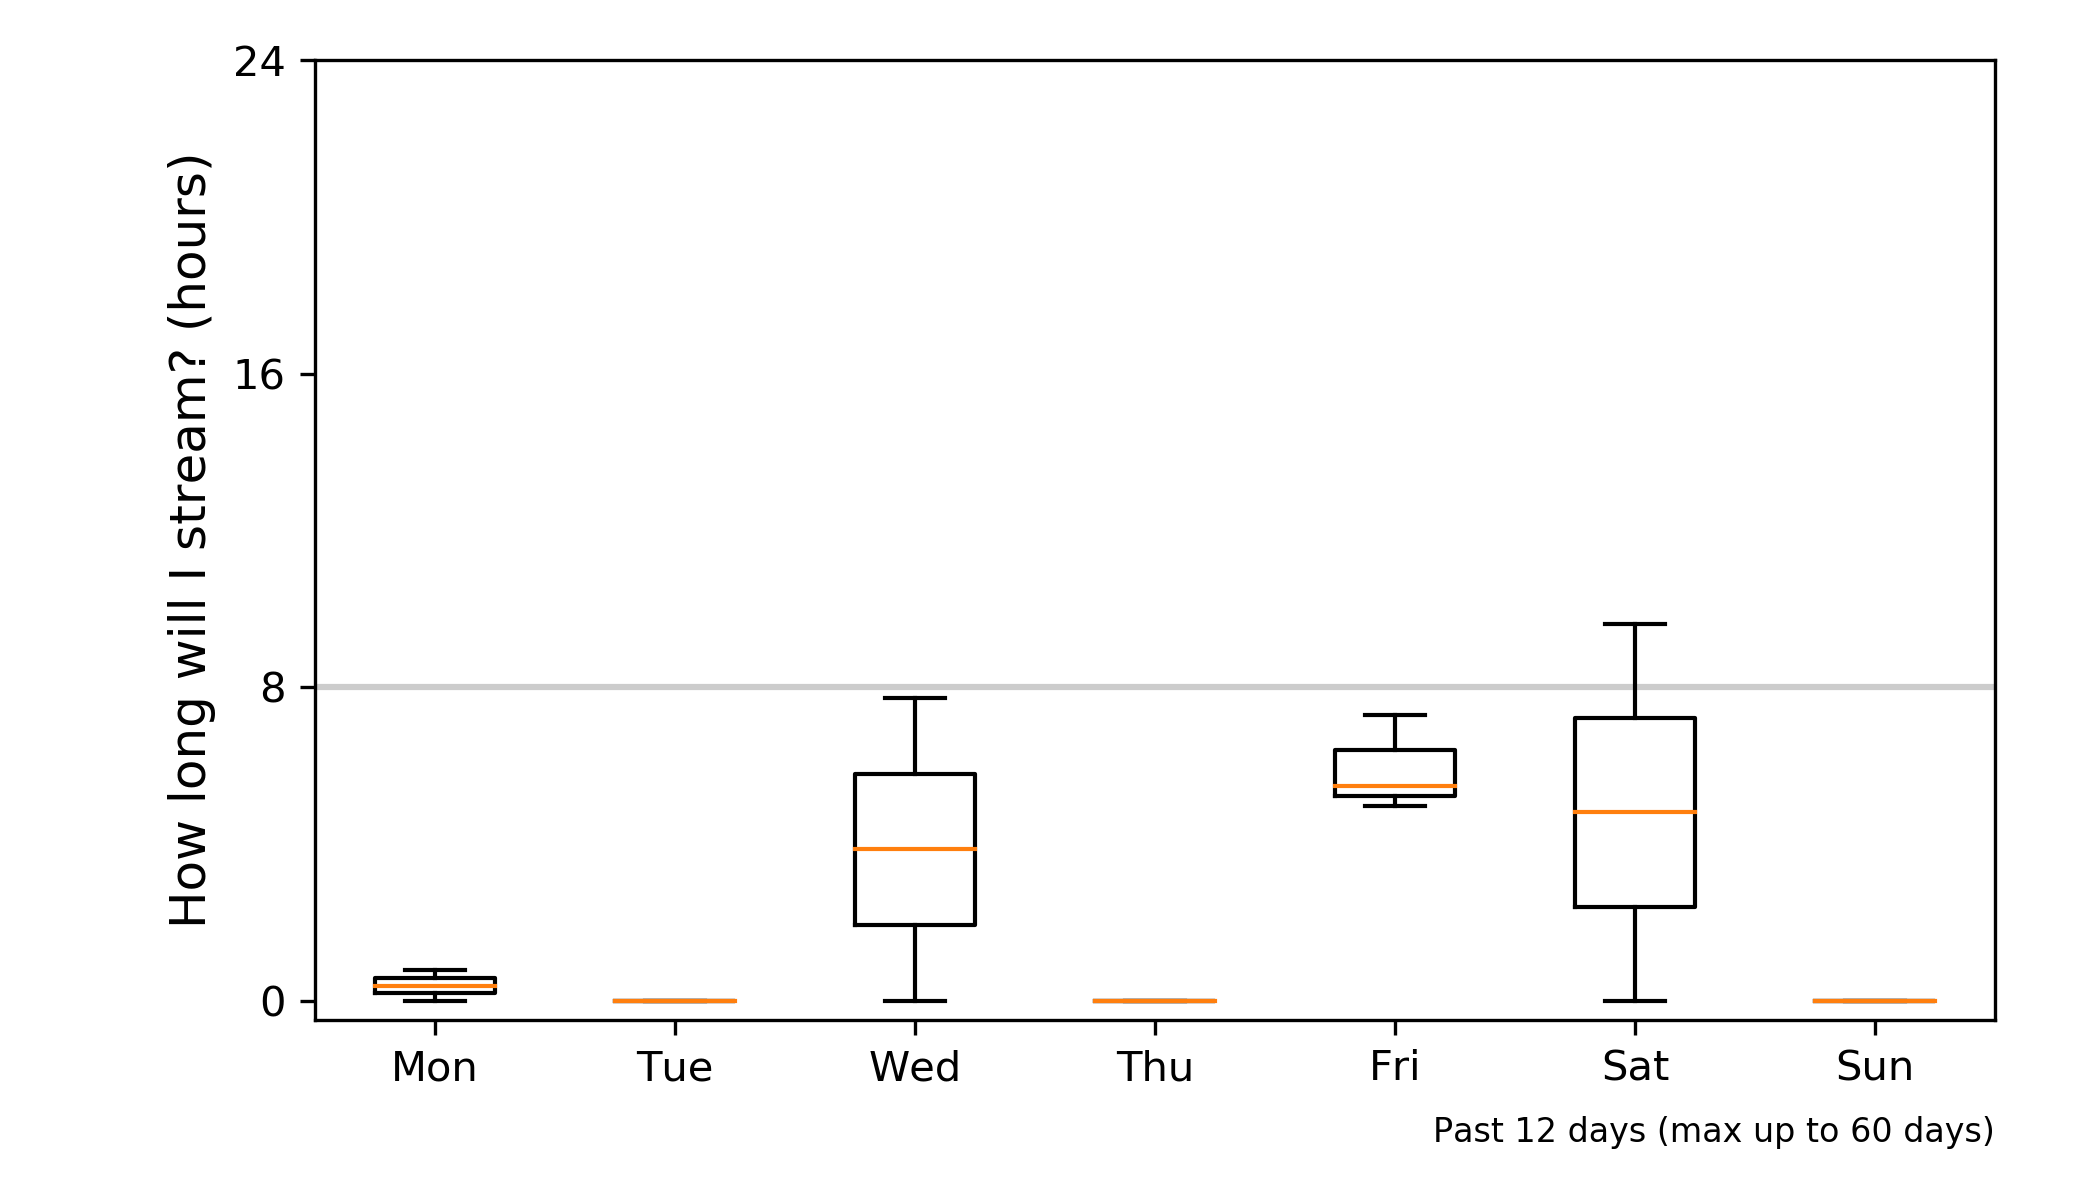 How long will I stream? (hours)
24
16
8
0
Mon Tue Wed Thu Fri Sat Sun
Past 12 days (max up to 60 days)